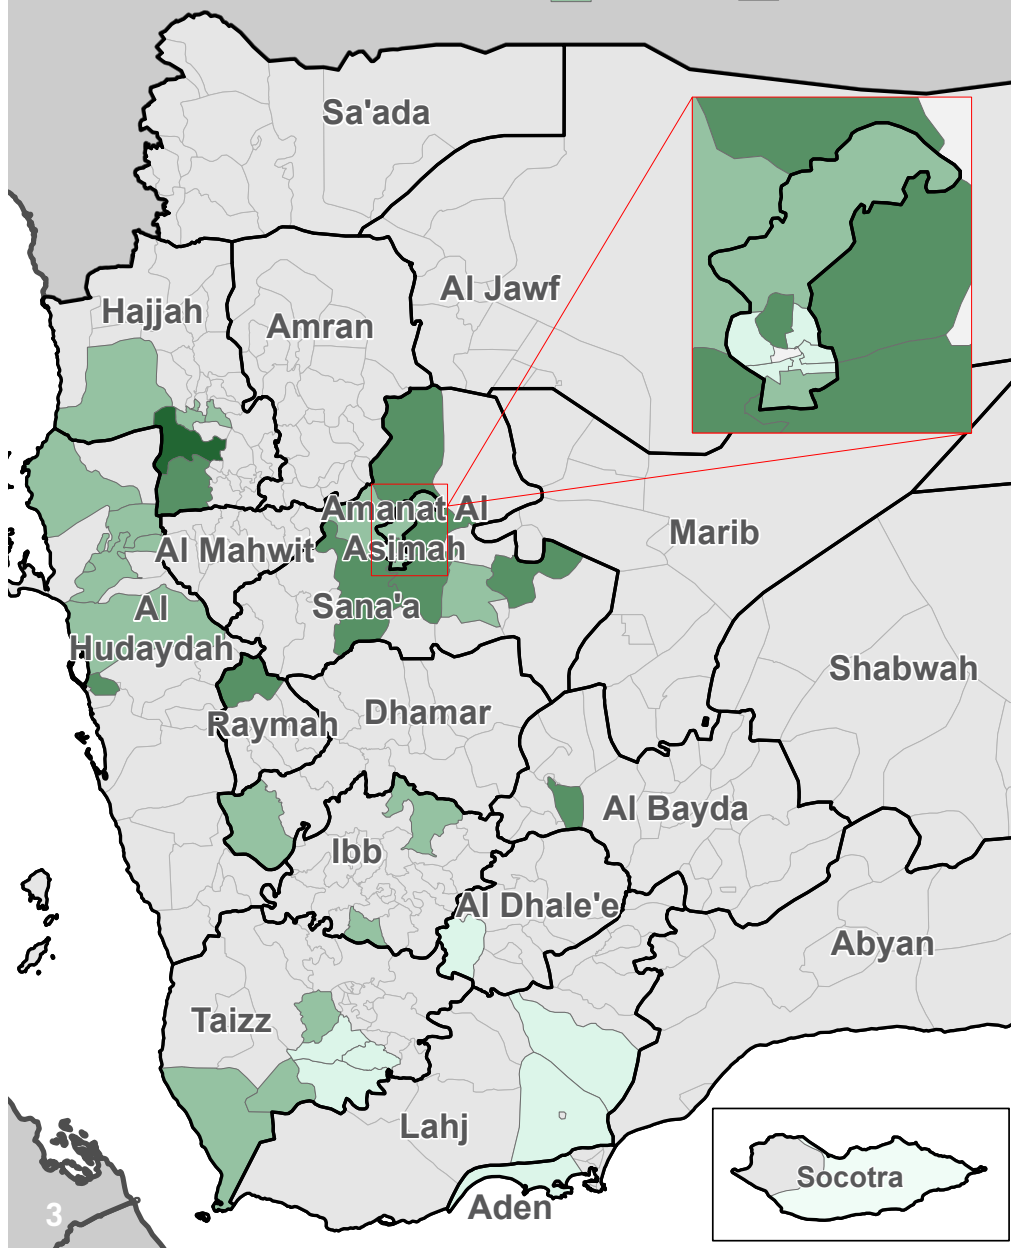 Sa'ada
Al Jawf
Hajjah
Amran
Amanat Al
Asimah
Marib
Al Mahwit
Sana'a
Al
Hudaydah
Shabwah
Raymah
Dhamar
Al Bayda
Ibb
Al Dhale'e
Abyan
Taizz
Lahj
Socotra
Aden
3